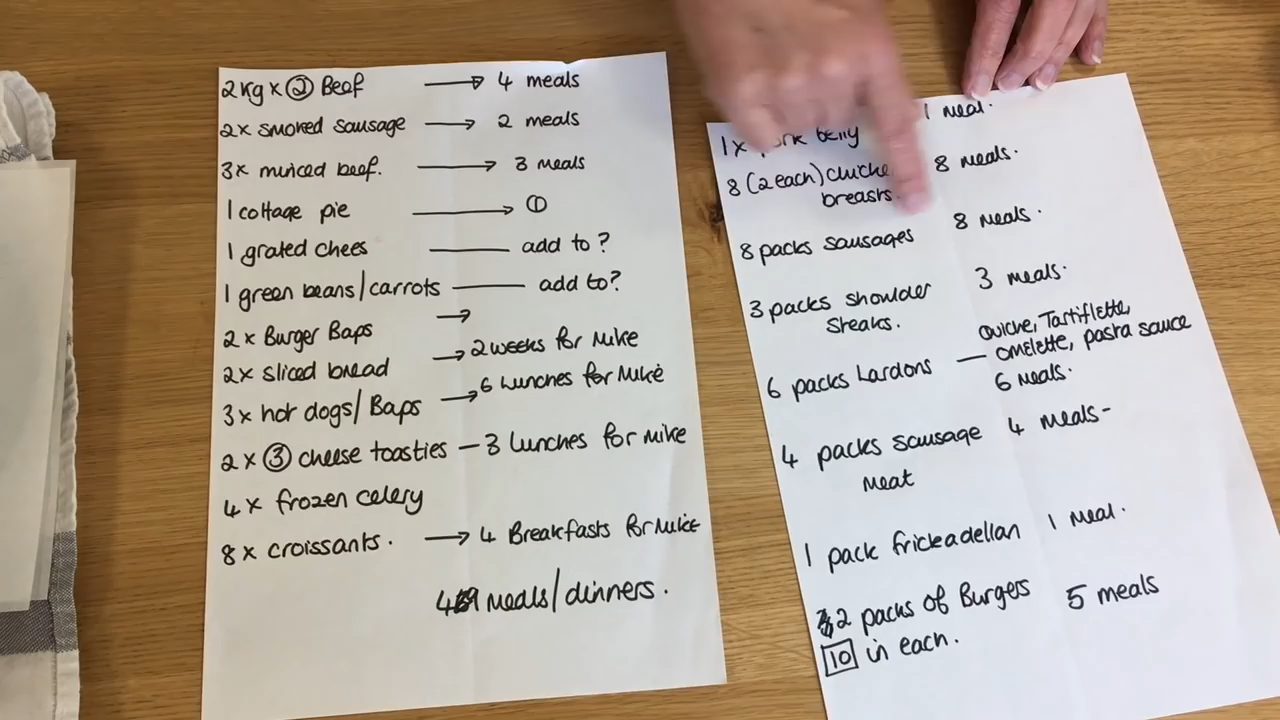 2kg x ② Beef → 4 meals
2x smoked sausage → 2 meals
3x minced beef. → 3 meals
1 cottage pie → ①
1 grated chees — add to?
1 green beans/carrots — add to?
2 x Burger Baps →
2x sliced bread → 2 weeks for Mike
3x hot dogs/Baps → 6 lunches for Mike
2 x ③ cheese toasties — 3 lunches for Mike
4x frozen celery
8x croissants. → 4 Breakfasts for Mike
meals/dinners.
1x belly 1 meal.
8 (2 each) chicke 8 meals.
breasts.
8 packs sausages 8 meals.
3 packs shoulder 3 meals.
steaks.
6 packs Lardons — Quiche, Tartiflette,
omelette, pasta sauce
6 meals.
4 packs sausage 4 meals-
meat
1 pack frickadellan 1 meal.
2 packs of Burgers 5 meals
10 in each.